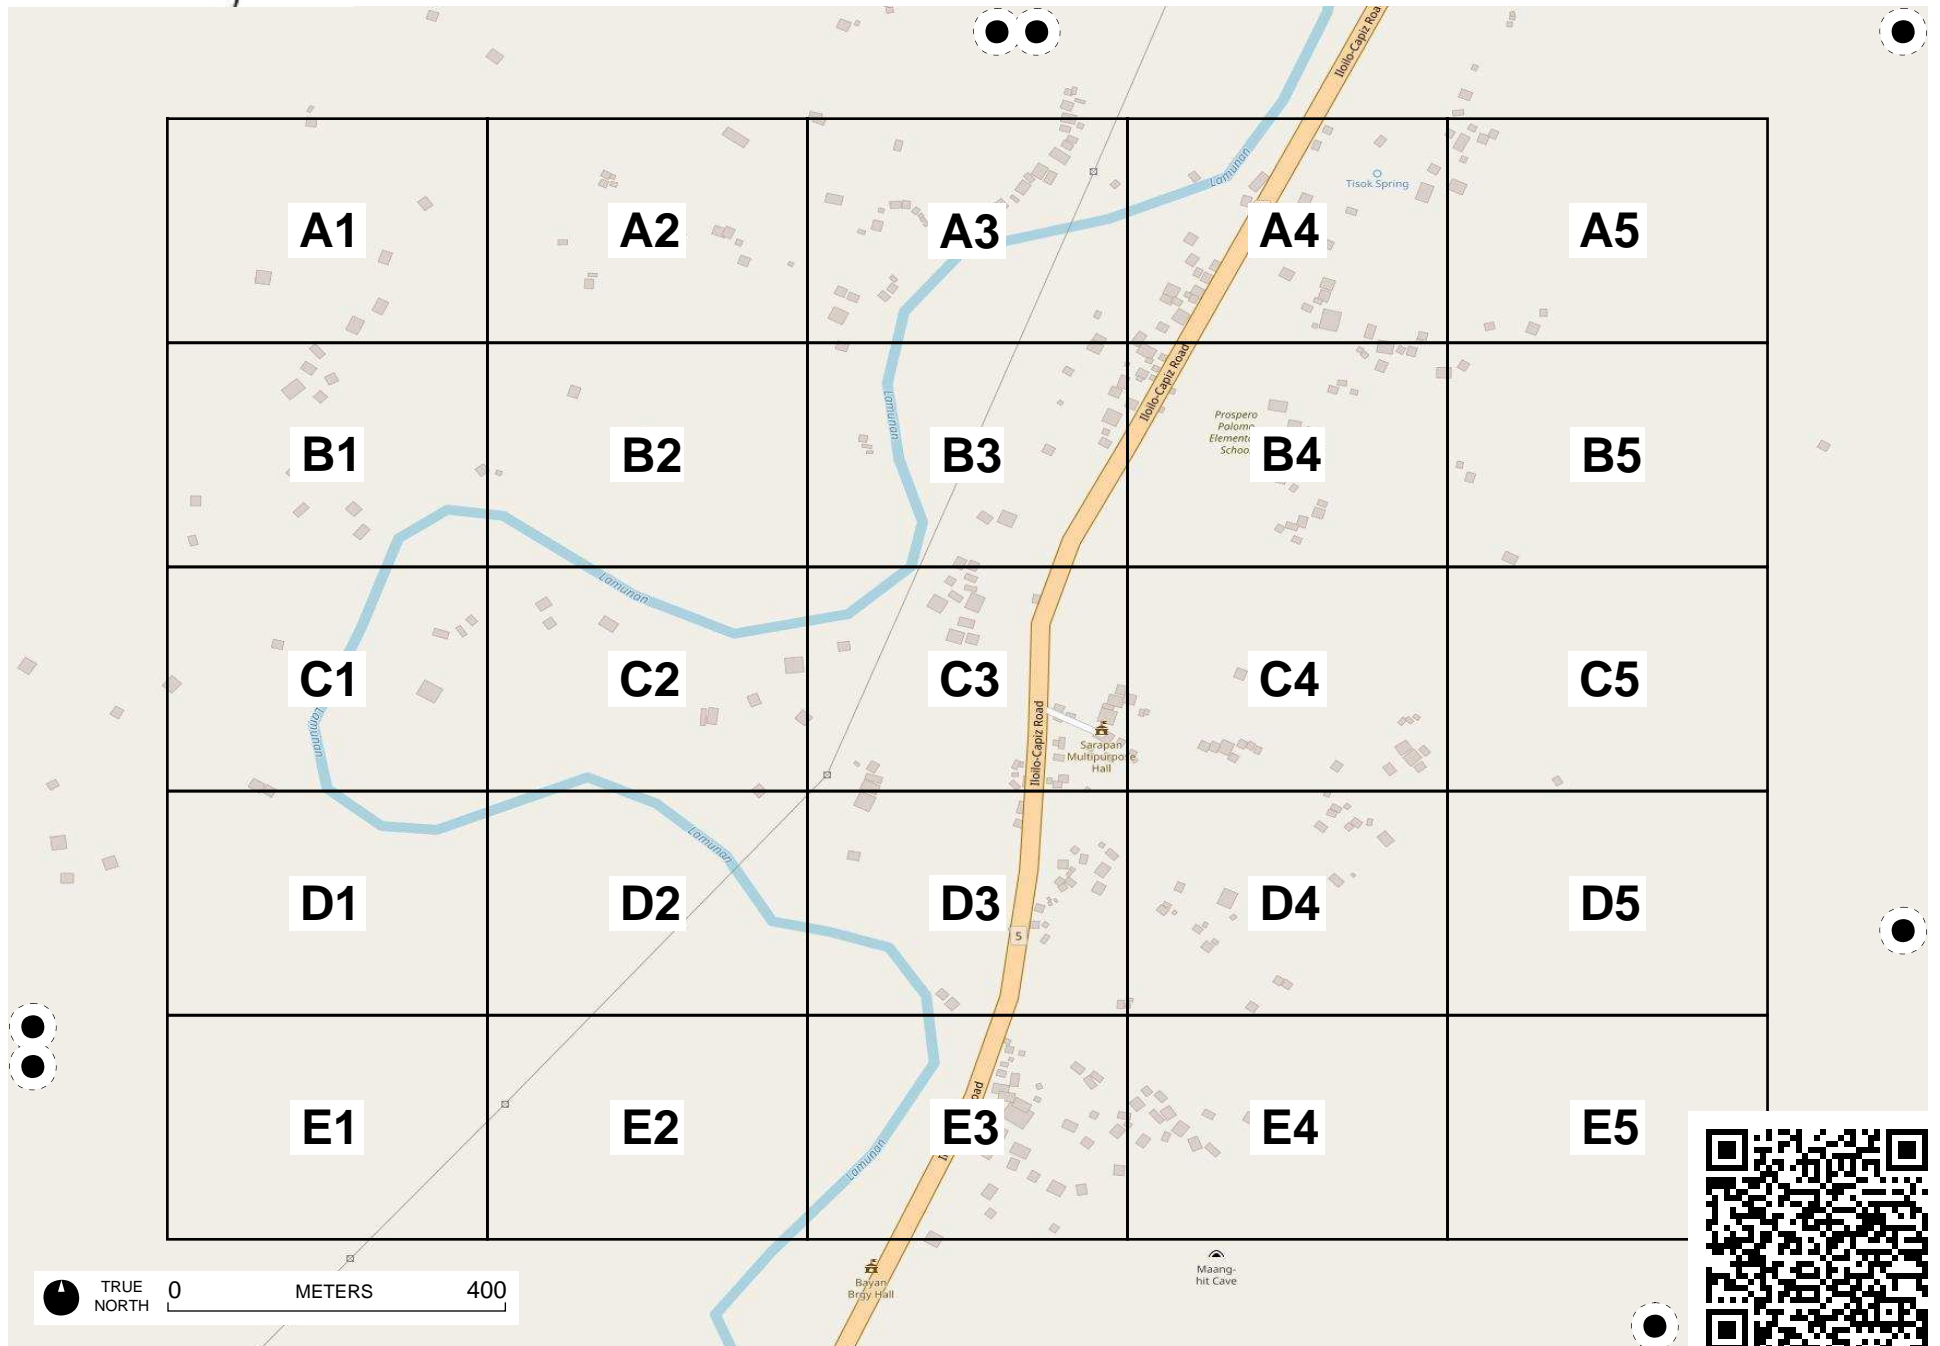 Iloilo-Capiz Road
Lamunan
Tisok Spring
A1
A2
A3
A4
A5
Iloilo-Capiz Road
Lamunan
Prospero
Palomo
School
B1
B2
B3
B4
B5
Lamunan
C1
C2
C3
C4
C5
Lamunan
Iloilo-Capiz Road
Sarapan
Multipurpose
Hall
Lamunan
D1
D2
D3
D4
D5
5
E1
E2
E3
E4
E5
Lamunan
Bayan
Brgy Hall
Maang-
hit Cave
TRUE
NORTH
0 METERS 400